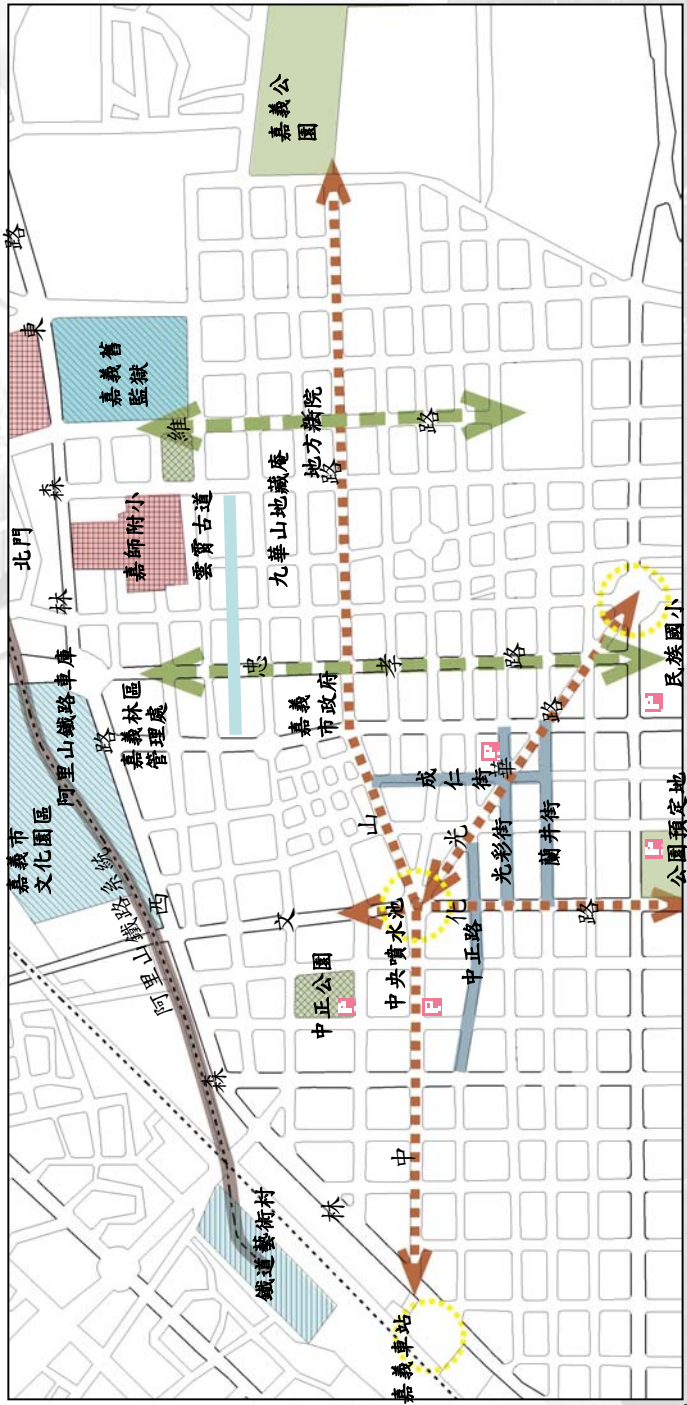 嘉義公
園
路
東
森
林
路
西
森
林
嘉義舊
監獄
維
路
地方法院
路
九華山地藏庵
雲霄古道
嘉師附小
北門
阿里山鐵路車庫
嘉義林區
管理處
嘉義市
文化園區
阿里山鐵路系統
忠
孝
路
嘉義
市政府
民族國小
路
華
光
成仁街
光彩街
蘭井街
公園預定地
山
文
化
路
中央噴水池
中正路
中正公園
中
鐵道藝術村
嘉義車站
P
P
P
P
P